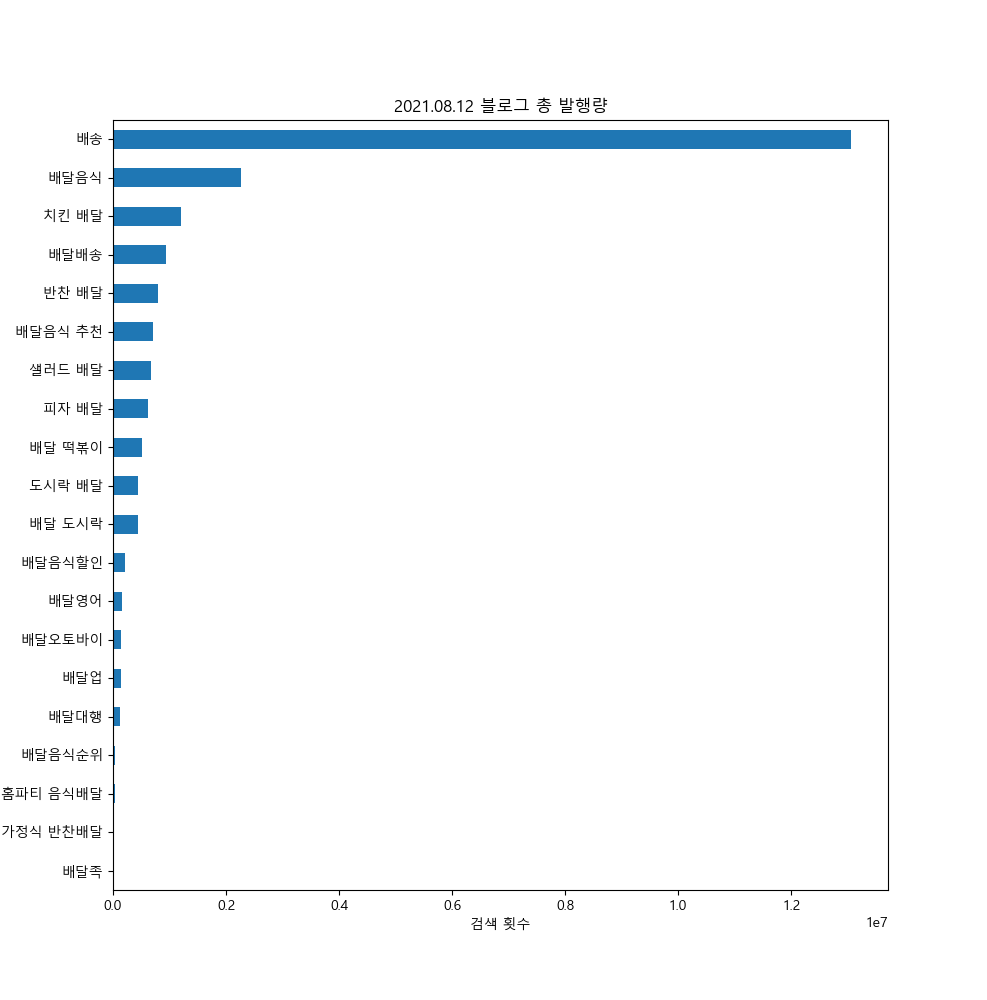 2021.08.12 블로그 총 발행량
배송
배달음식
치킨 배달
배달배송
반찬 배달
배달음식 추천
샐러드 배달
피자 배달
배달 떡볶이
도시락 배달
배달 도시락
배달음식할인
배달영어
배달오토바이
배달업
배달대행
배달음식순위
홈파티 음식배달
가정식 반찬배달
배달족
0.0 0.2 0.4 0.6 0.8 1.0 1.2
검색 횟수
1e7